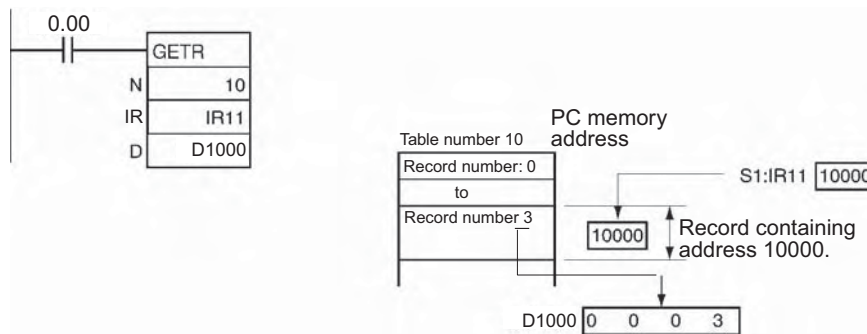 0.00
GETR
N 10
IR IR11
D D1000
PC memory
address
Table number 10
Record number: 0
to
Record number 3
S1:IR11 10000
10000
Record containing
address 10000.
D1000 0 0 0 3